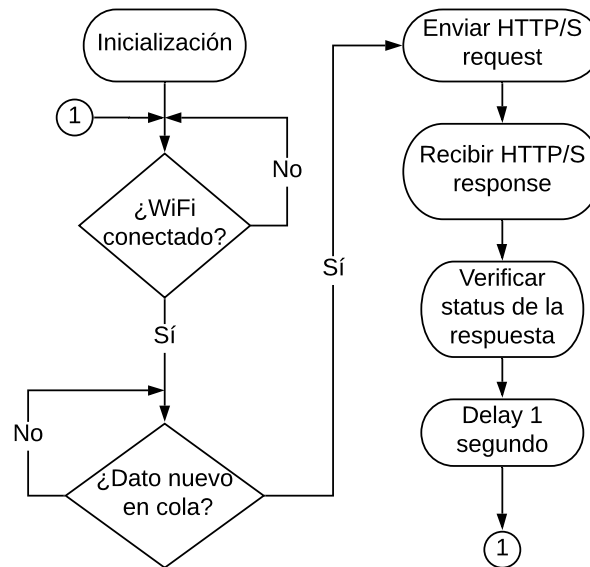 Inicialización
1
No
¿WiFi
conectado?
Sí
No
¿Dato nuevo
en cola?
Sí
Enviar HTTP/S
request
Recibir HTTP/S
response
Verificar
status de la
respuesta
Delay 1
segundo
1